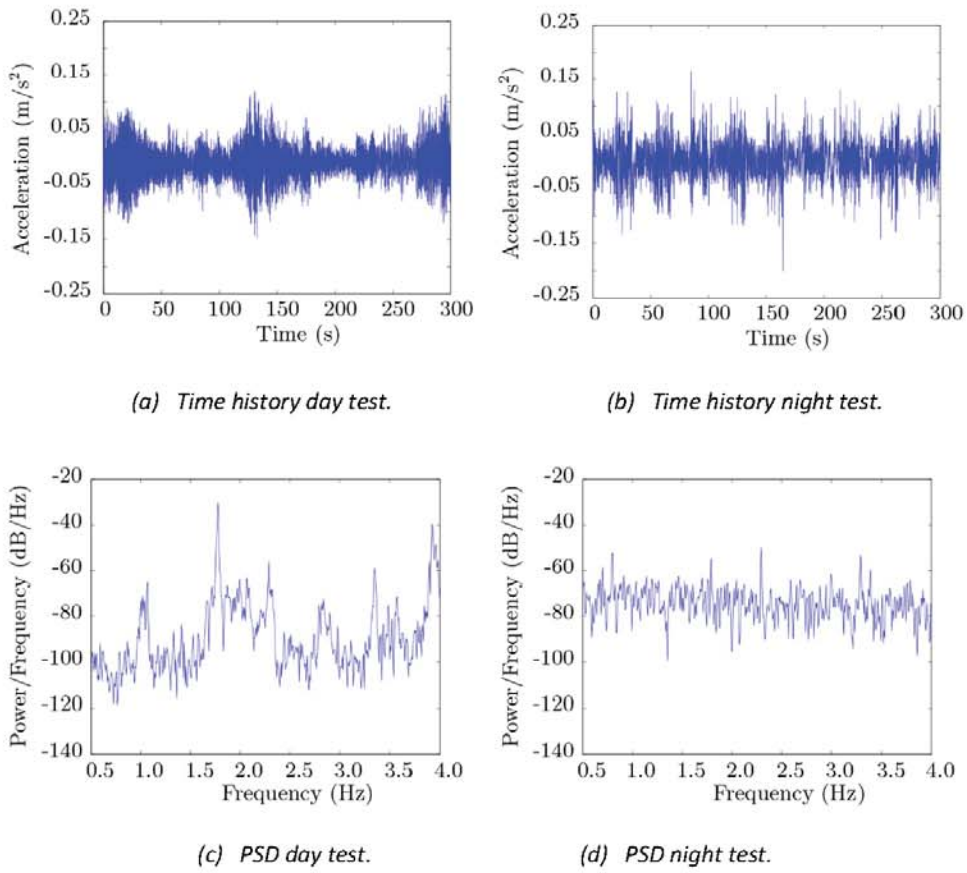 0.25
0.15
0.05
-0.05
-0.15
-0.25
Acceleration (m/s²)
0 50 100 150 200 250 300
Time (s)
(a) Time history day test.
0.25
0.15
0.05
-0.05
-0.15
-0.25
Acceleration (m/s²)
0 50 100 150 200 250 300
Time (s)
(b) Time history night test.
-20
-40
-60
-80
-100
-120
-140
Power/Frequency (dB/Hz)
0.5 1.0 1.5 2.0 2.5 3.0 3.5 4.0
Frequency (Hz)
(c) PSD day test.
-20
-40
-60
-80
-100
-120
-140
Power/Frequency (dB/Hz)
0.5 1.0 1.5 2.0 2.5 3.0 3.5 4.0
Frequency (Hz)
(d) PSD night test.